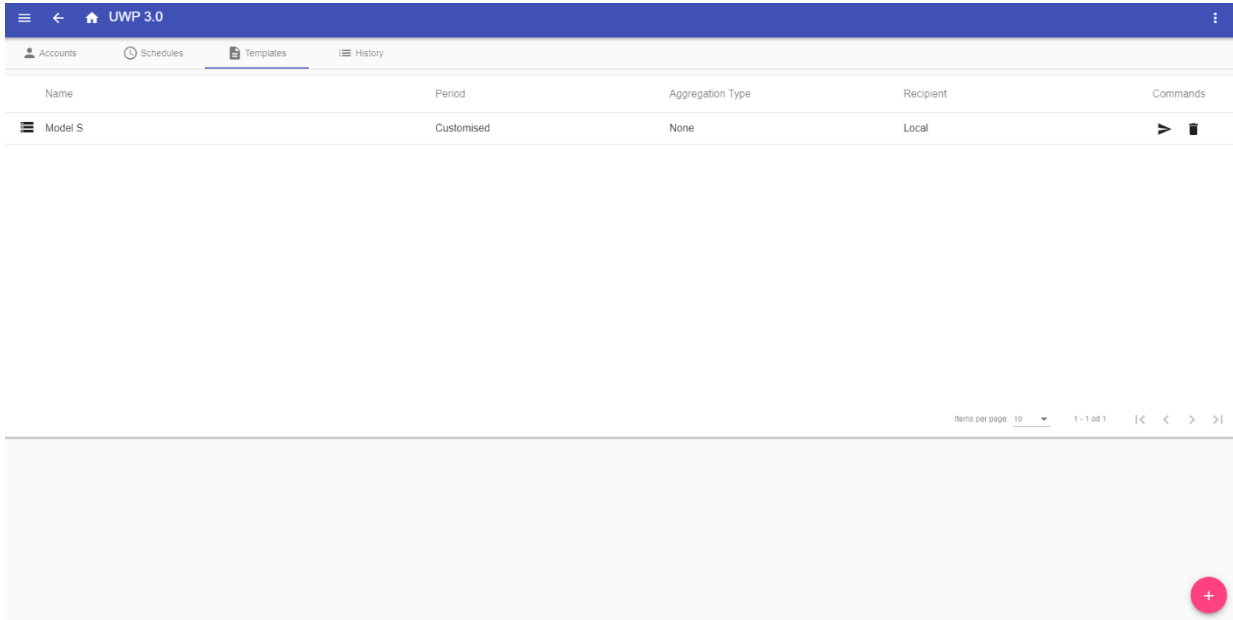 UWP 3.0
Accounts Schedules Templates History
Name Period Aggregation Type Recipient Commands
Model S Customised None Local
Items per page: 10 1 - 1 od 1